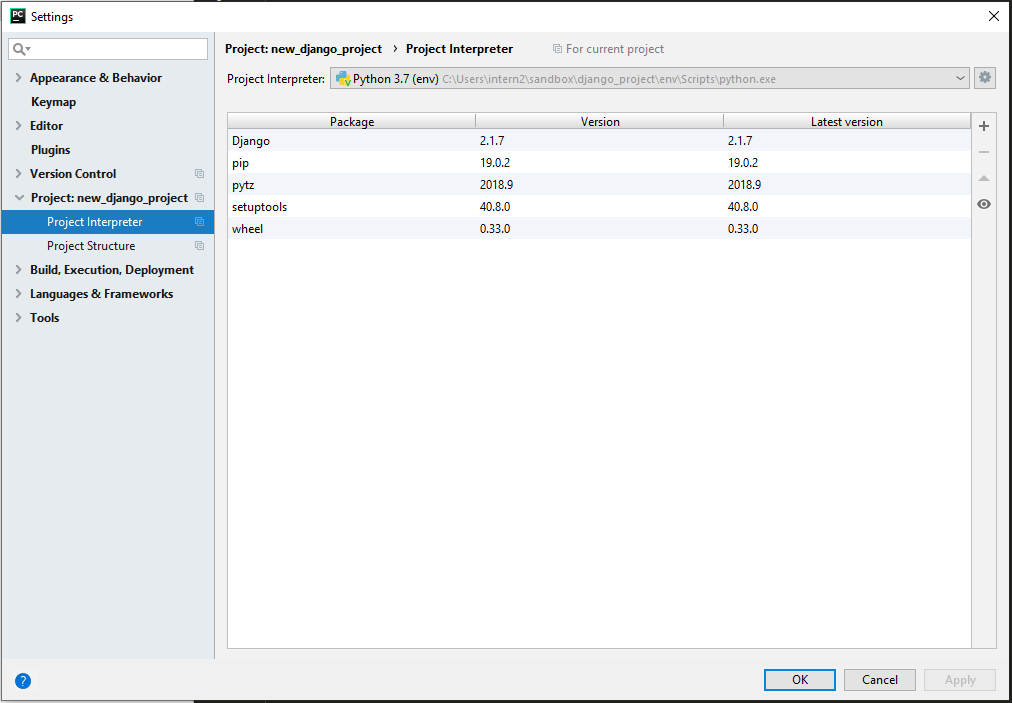 PC Settings
Project: new_django_project › Project Interpreter For current project
Appearance & Behavior
Keymap
Editor
Plugins
Version Control
Project: new_django_project
Project Interpreter
Project Structure
Build, Execution, Deployment
Languages & Frameworks
Tools
Project Interpreter: Python 3.7 (env) C:\Users\intern2\sandbox\django_project\env\Scripts\python.exe
Package Version Latest version
Django 2.1.7 2.1.7
pip 19.0.2 19.0.2
pytz 2018.9 2018.9
setuptools 40.8.0 40.8.0
wheel 0.33.0 0.33.0
? OK Cancel Apply